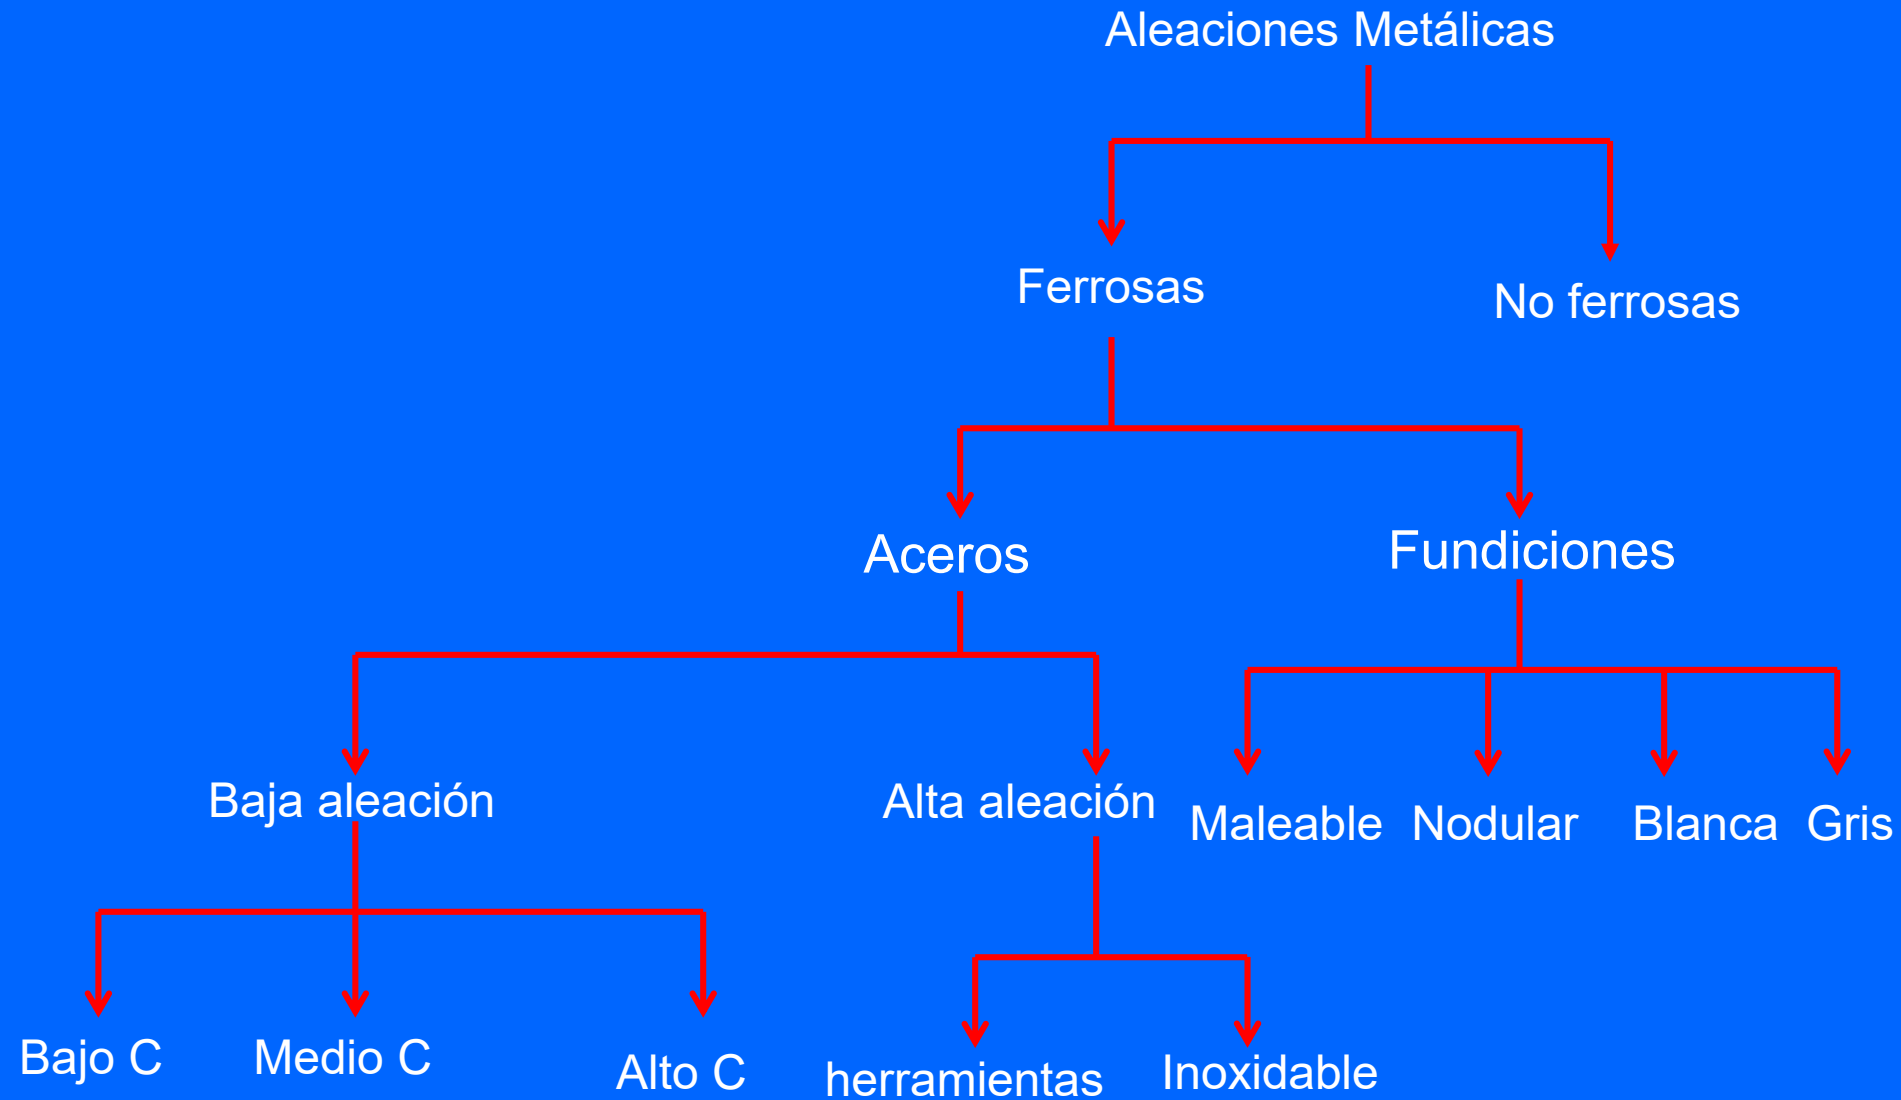 Aleaciones Metálicas
Ferrosas
No ferrosas
Aceros
Fundiciones
Baja aleación
Alta aleación
Maleable
Nodular
Blanca
Gris
Bajo C
Medio C
Alto C
herramientas
Inoxidable